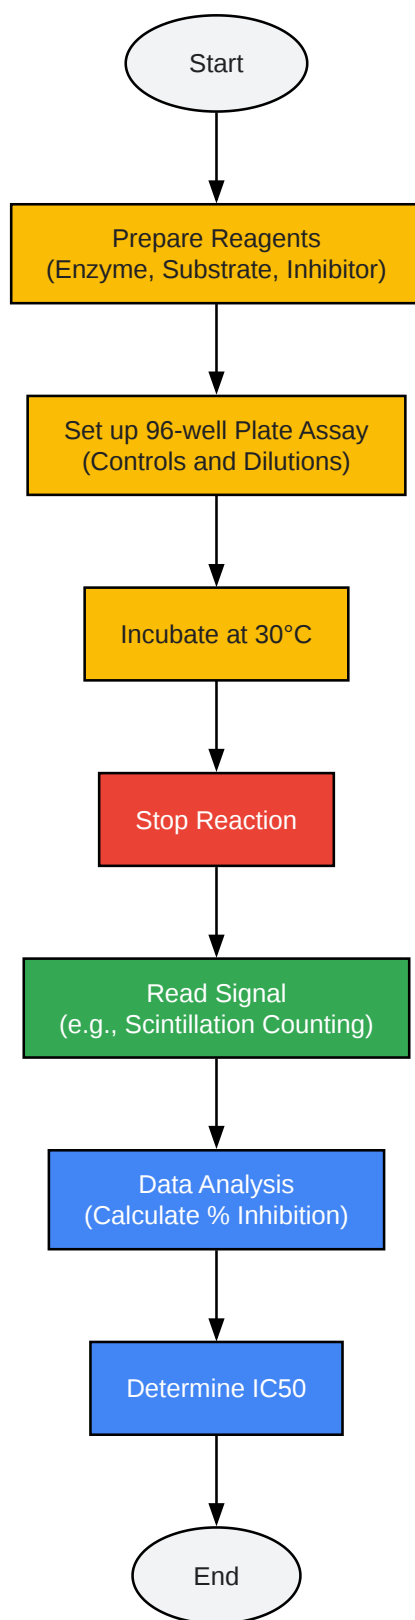 Start
Prepare Reagents
(Enzyme, Substrate, Inhibitor)
Set up 96-well Plate Assay
(Controls and Dilutions)
Incubate at 30°C
Stop Reaction
Read Signal
(e.g., Scintillation Counting)
Data Analysis
(Calculate % Inhibition)
Determine IC50
End